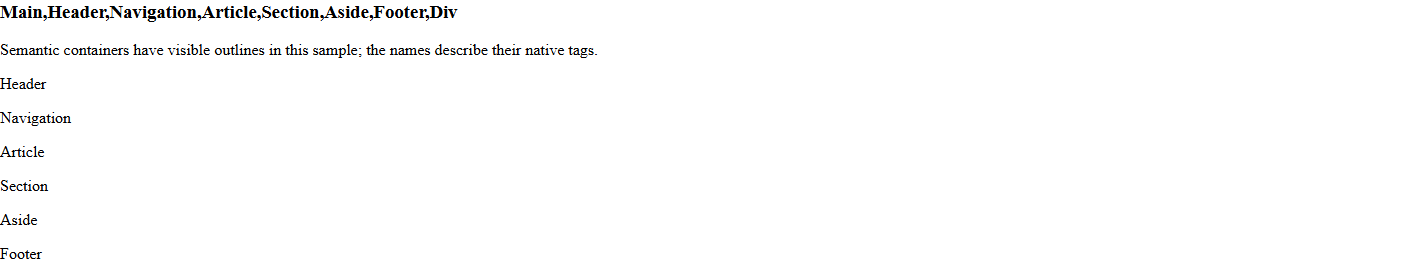 Main,Header,Navigation,Article,Section,Aside,Footer,Div
Semantic containers have visible outlines in this sample; the names describe their native tags.
Header
Navigation
Article
Section
Aside
Footer